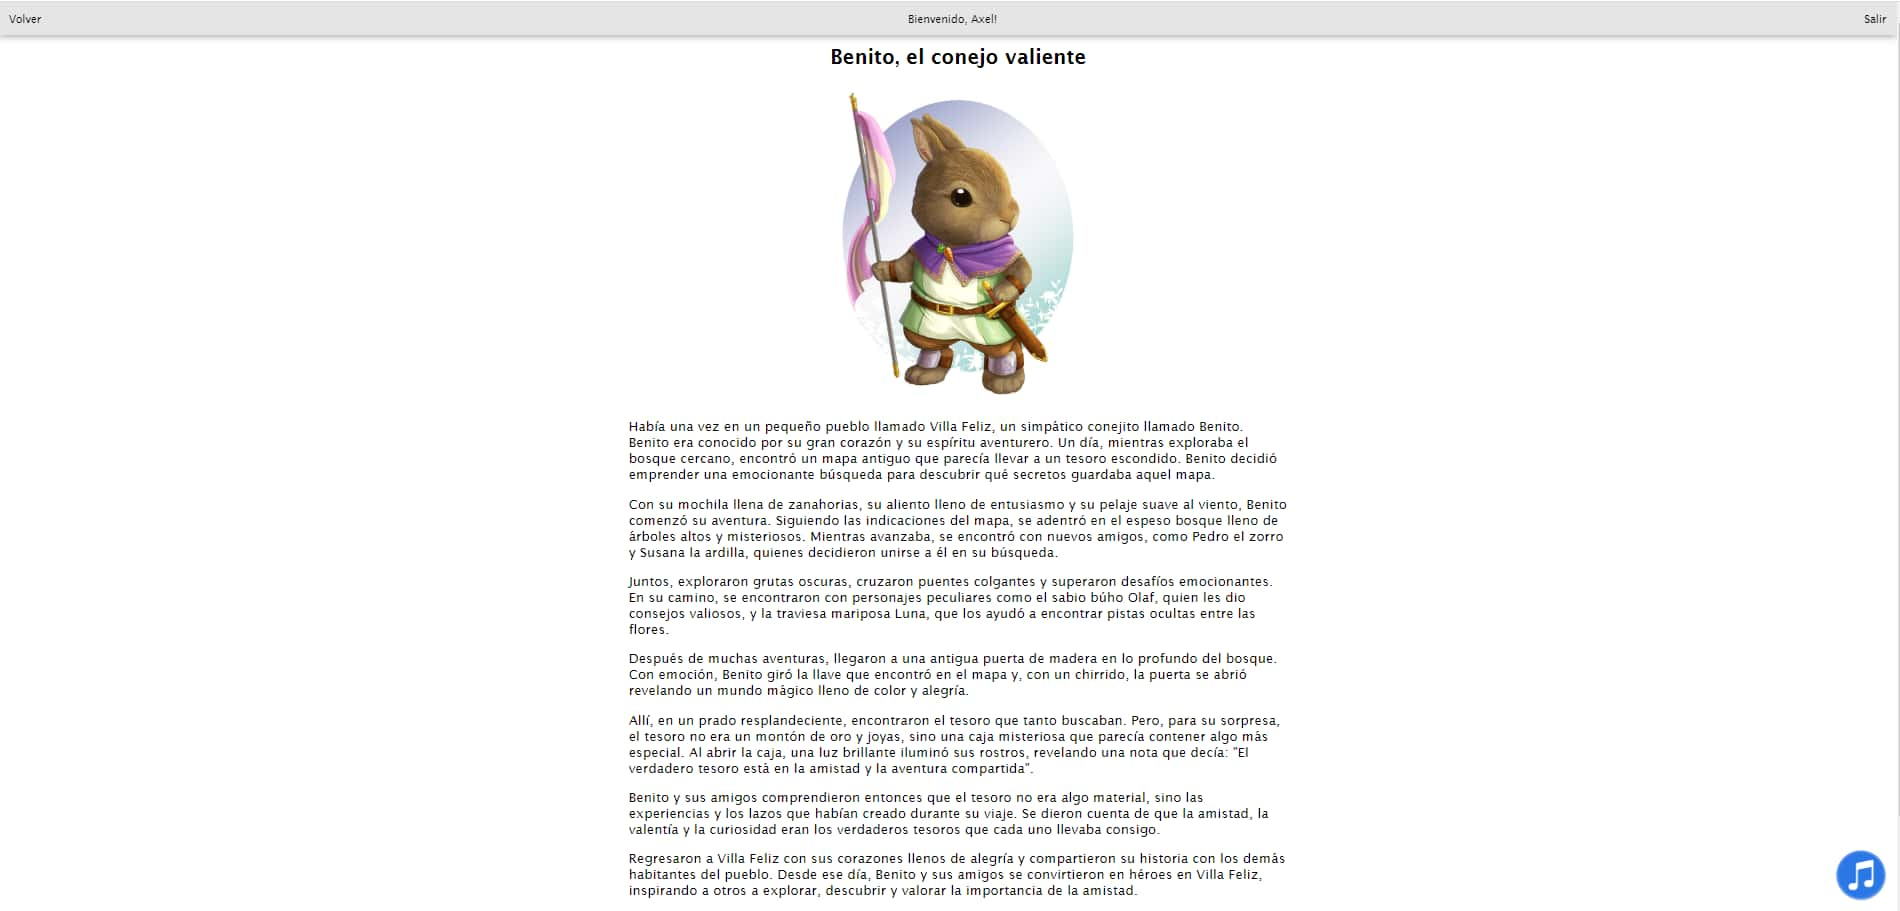 Volver
Bienvenido, Axel!
Salir
Benito, el conejo valiente
Había una vez en un pequeño pueblo llamado Villa Feliz, un simpático conejito llamado Benito.
Benito era conocido por su gran corazón y su espíritu aventurero. Un día, mientras exploraba el
bosque cercano, encontró un mapa antiguo que parecía llevar a un tesoro escondido. Benito decidió
emprender una emocionante búsqueda para descubrir qué secretos guardaba aquel mapa.
Con su mochila llena de zanahorias, su aliento lleno de entusiasmo y su pelaje suave al viento, Benito
comenzó su aventura. Siguiendo las indicaciones del mapa, se adentró en el espeso bosque lleno de
árboles altos y misteriosos. Mientras avanzaba, se encontró con nuevos amigos, como Pedro el zorro
y Susana la ardilla, quienes decidieron unirse a él en su búsqueda.
Juntos, exploraron grutas oscuras, cruzaron puentes colgantes y superaron desafíos emocionantes.
En su camino, se encontraron con personajes peculiares como el sabio búho Olaf, quien les dio
consejos valiosos, y la traviesa mariposa Luna, que los ayudó a encontrar pistas ocultas entre las
flores.
Después de muchas aventuras, llegaron a una antigua puerta de madera en lo profundo del bosque.
Con emoción, Benito giró la llave que encontró en el mapa y, con un chirrido, la puerta se abrió
revelando un mundo mágico lleno de color y alegría.
Allí, en un prado resplandeciente, encontraron el tesoro que tanto buscaban. Pero, para su sorpresa,
el tesoro no era un montón de oro y joyas, sino una caja misteriosa que parecía contener algo más
especial. Al abrir la caja, una luz brillante iluminó sus rostros, revelando una nota que decía: "El
verdadero tesoro está en la amistad y la aventura compartida".
Benito y sus amigos comprendieron entonces que el tesoro no era algo material, sino las
experiencias y los lazos que habían creado durante su viaje. Se dieron cuenta de que la amistad, la
valentía y la curiosidad eran los verdaderos tesoros que cada uno llevaba consigo.
Regresaron a Villa Feliz con sus corazones llenos de alegría y compartieron su historia con los demás
habitantes del pueblo. Desde ese día, Benito y sus amigos se convirtieron en héroes en Villa Feliz,
inspirando a otros a explorar, descubrir y valorar la importancia de la amistad.